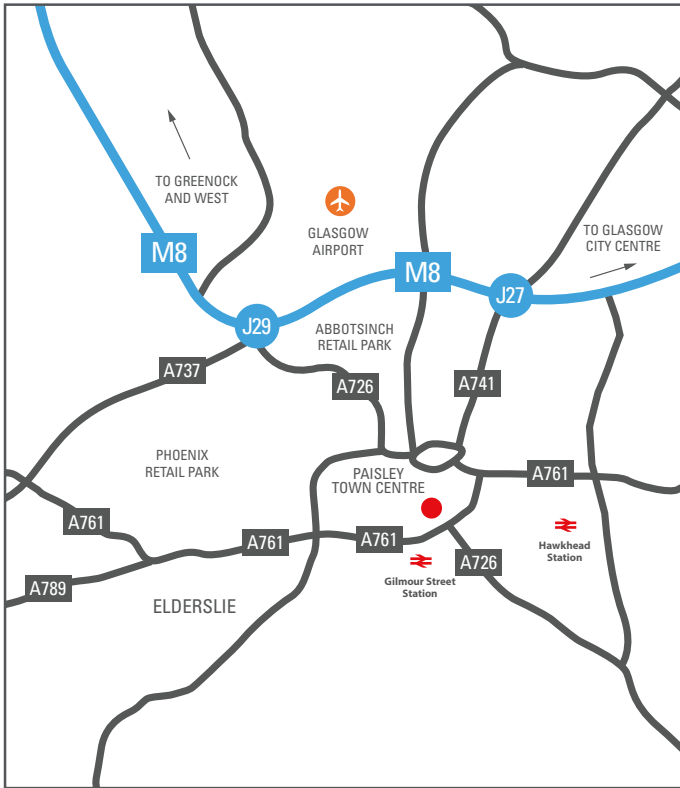 TO GREENOCK
AND WEST
GLASGOW
AIRPORT
TO GLASGOW
CITY CENTRE
M8
M8
J27
J29
ABBOTSINCH
RETAIL PARK
A737
A726
A741
PHOENIX
RETAIL PARK
PAISLEY
TOWN CENTRE
A761
A761
A761
A761
Hawkhead
Station
A726
Gilmour Street
Station
A789
ELDERSLIE